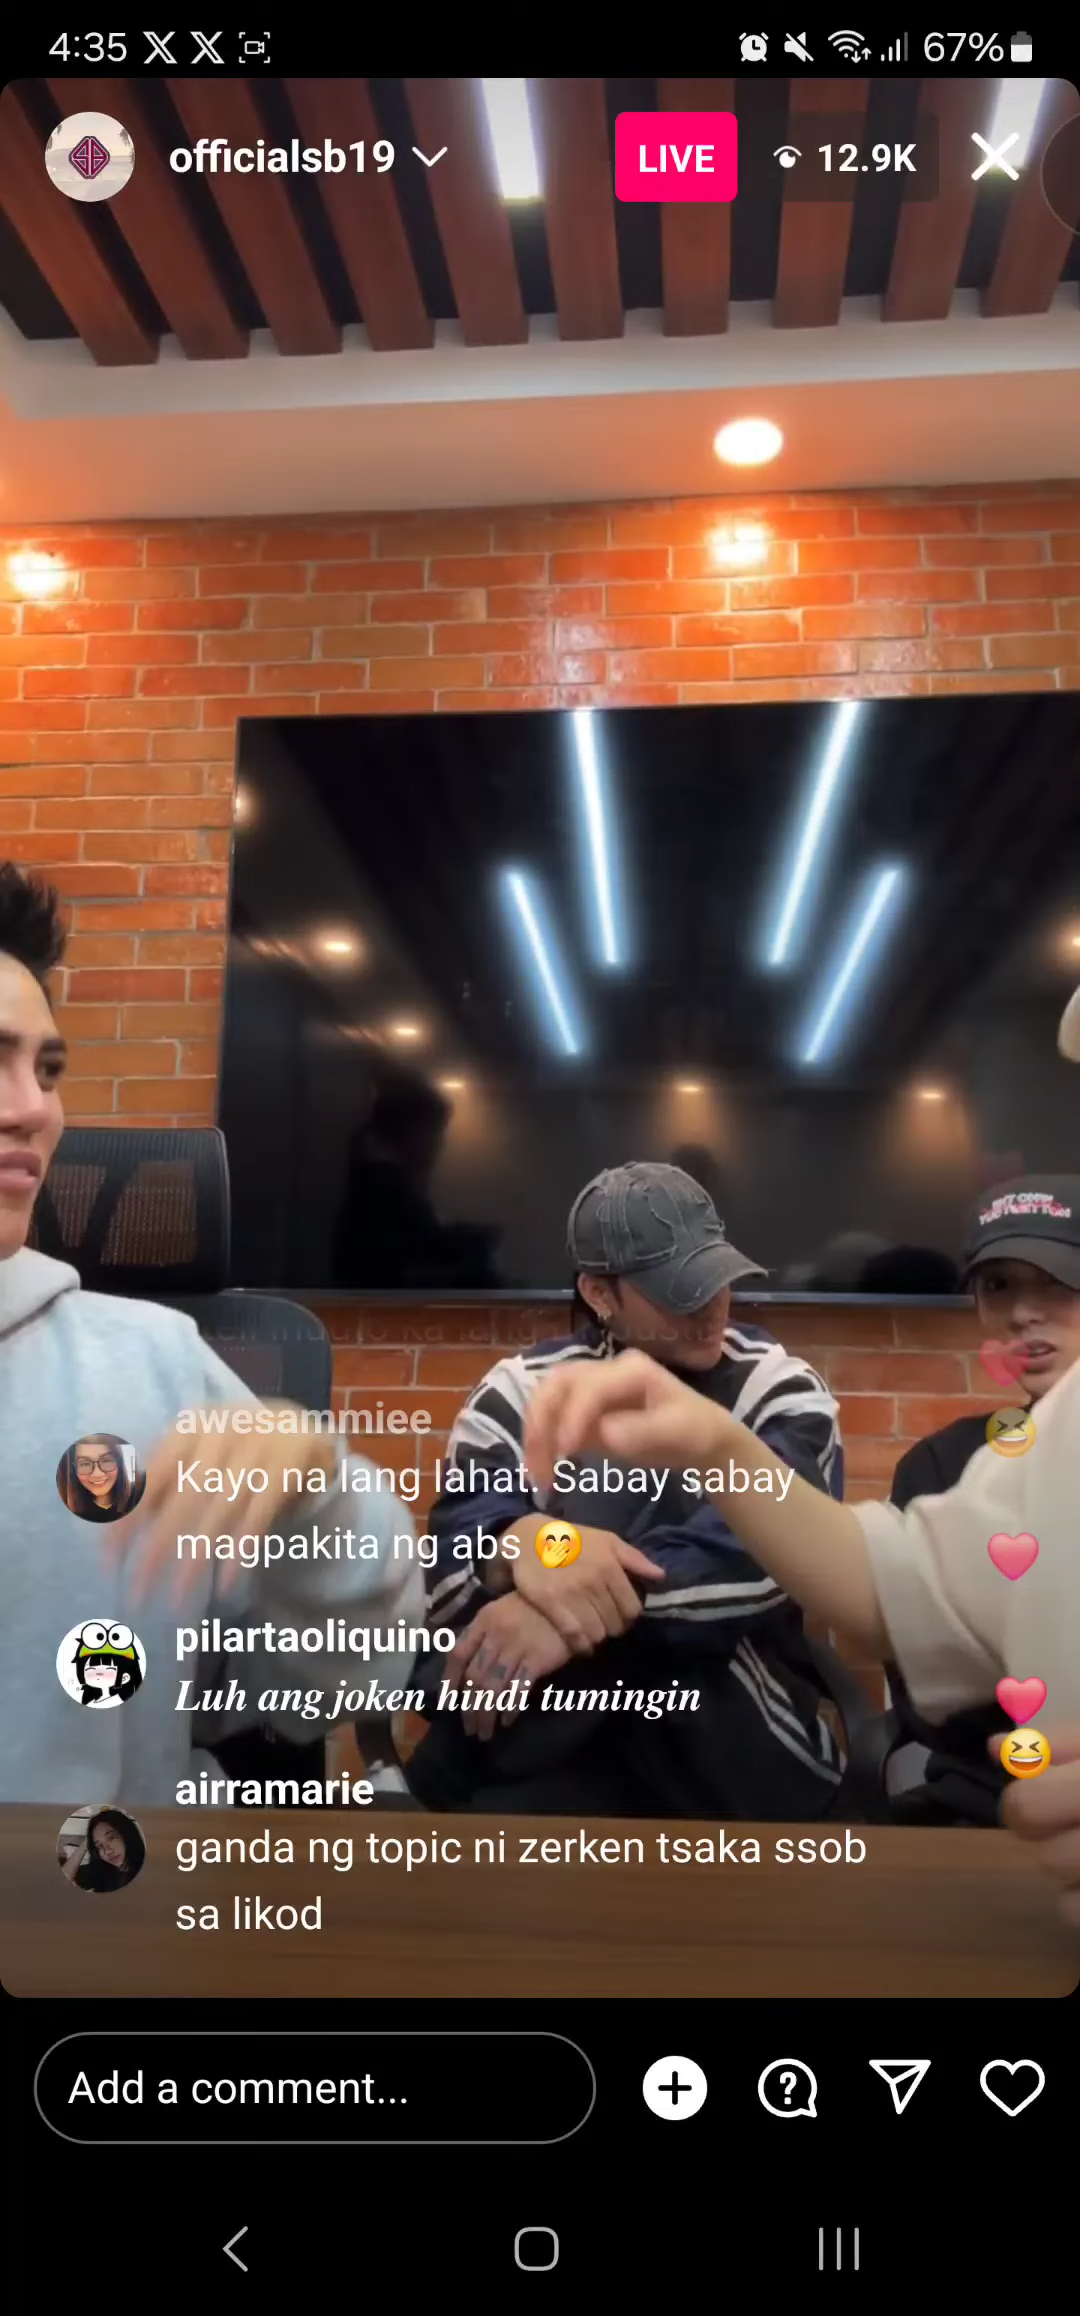 4:35
67%
officialsb19
LIVE
12.9K
awesammiee
Kayo na lang lahat. Sabay sabay
magpakita ng abs 🤭
pilartaoliquino
Luh ang joken hindi tumingin
airramarie
ganda ng topic ni zerken tsaka ssob
sa likod
Add a comment...